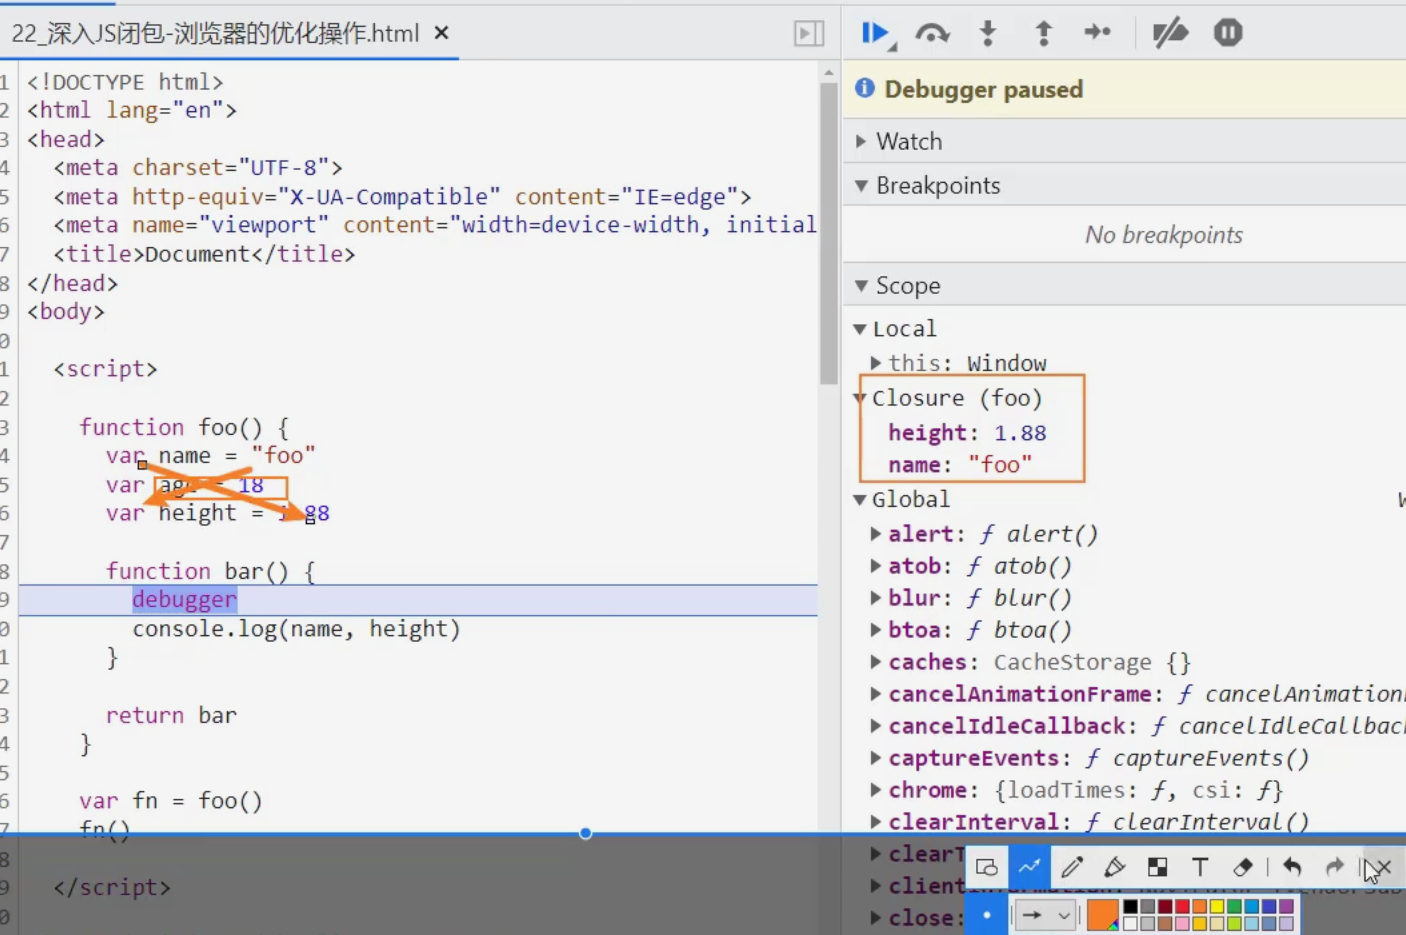 22_深入JS闭包-浏览器的优化操作.html ×
1 <!DOCTYPE html>
2 <html lang="en">
3 <head>
4 <meta charset="UTF-8">
5 <meta http-equiv="X-UA-Compatible" content="IE=edge">
6 <meta name="viewport" content="width=device-width, initial
7 <title>Document</title>
8 </head>
9 <body>
0
1 <script>
2
3 function foo() {
4 var name = "foo"
5 var age = 18
6 var height = 1.88
7
8 function bar() {
9 debugger
0 console.log(name, height)
1 }
2
3 return bar
4 }
5
6 var fn = foo()
7 fn()
8
9 </script>
0
Debugger paused
Watch
Breakpoints
No breakpoints
Scope
Local
this: Window
Closure (foo)
height: 1.88
name: "foo"
Global W
alert: ƒ alert()
atob: ƒ atob()
blur: ƒ blur()
btoa: ƒ btoa()
caches: CacheStorage {}
cancelAnimationFrame: ƒ cancelAnimation
cancelIdleCallback: ƒ cancelIdleCallbac
captureEvents: ƒ captureEvents()
chrome: {loadTimes: ƒ, csi: ƒ}
clearInterval: ƒ clearInterval()
clearT
close: